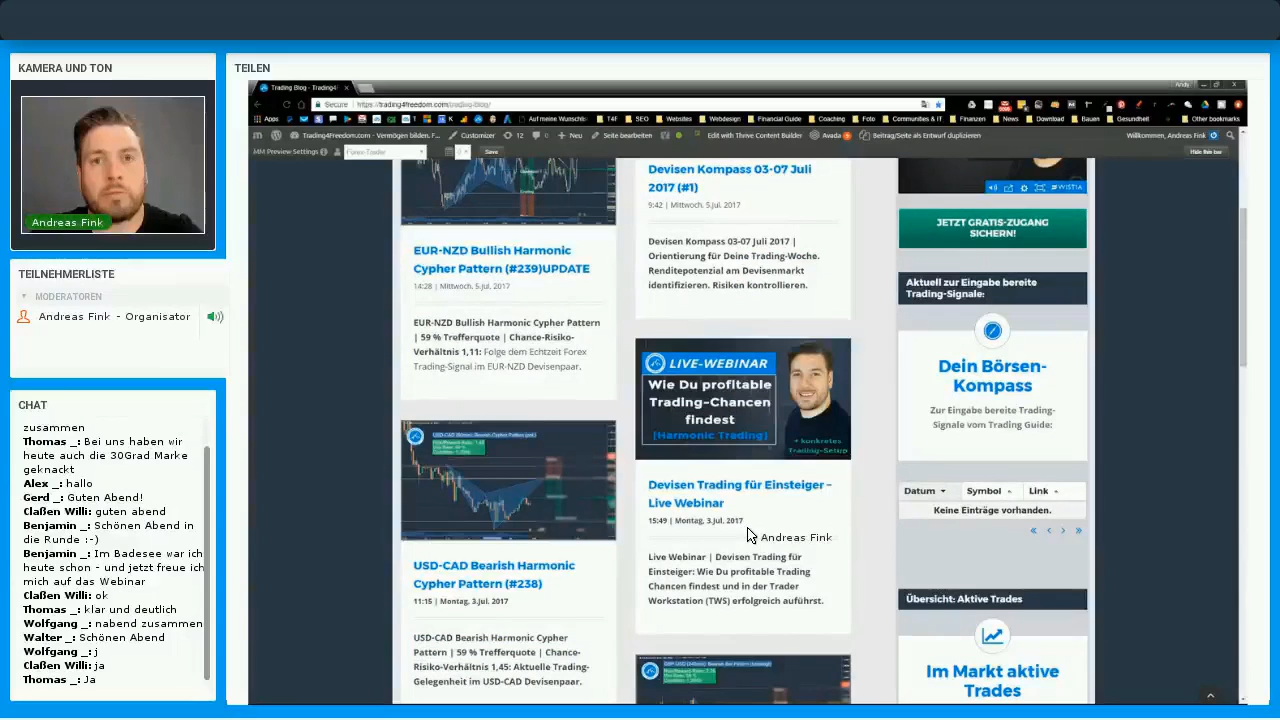 KAMERA UND TON
Andreas Fink
TEILNEHMERLISTE
MODERATOREN
Andreas Fink - Organisator
CHAT
zusammen
Thomas _: Bei uns haben wir
heute auch die 30Grad Marke
geknackt
Alex _: hallo
Gerd _: Guten Abend!
Claßen Willi: guten abend
Benjamin _: Schönen Abend in
die Runde :-)
Benjamin _: Im Badesee war ich
heute schon - und jetzt freue ich
mich auf das Webinar
Claßen Willi: ok
Thomas _: klar und deutlich
Wolfgang _: nabend zusammen
Walter _: Schönen Abend
Wolfgang _: j
Claßen Willi: ja
Thomas _: Ja
TEILEN
Trading Blog - Trading4
Andy
Secure | https://trading4freedom.com/trading-blog/
Apps
Auf meine Wunschlis
T4F
SEO
Websites
Webdesign
Financial Guide
Coaching
Foto
Communities & IT
Finanzen
News
Download
Bauen
Gesundheit
Other bookmarks
Trading4Freedom.com - Vermögen bilden. F...
Customizer
12
0
Neu
Seite bearbeiten
Edit with Thrive Content Builder
Avada
Beitrag/Seite als Entwurf duplizieren
Willkommen, Andreas Fink
MM Preview Settings
Save
Hide this bar
EUR-NZD Bullish Harmonic
Cypher Pattern (#239)UPDATE
14:28 | Mittwoch, 5.Jul, 2017
EUR-NZD Bullish Harmonic Cypher Pattern
| 59 % Trefferquote | Chance-Risiko-
Verhältnis 1,11: Folge dem Echtzeit Forex
Trading-Signal im EUR-NZD Devisenpaar.
USD-CAD Bearish Harmonic
Cypher Pattern (#238)
11:15 | Montag, 3.Jul, 2017
USD-CAD Bearish Harmonic Cypher
Pattern | 59 % Trefferquote | Chance-
Risiko-Verhältnis 1,45: Aktuelle Trading-
Gelegenheit im USD-CAD Devisenpaar.
Devisen Kompass 03-07 Juli
2017 (#1)
9:42 | Mittwoch, 5.Jul, 2017
Devisen Kompass 03-07 Juli 2017 |
Orientierung für Deine Trading-Woche.
Renditepotenzial am Devisenmarkt
identifizieren. Risiken kontrollieren.
LIVE-WEBINAR
Wie Du profitable
Trading-Chancen
findest
[Harmonic Trading]
+ konkretes
Trading-Setup
Devisen Trading für Einsteiger –
Live Webinar
15:49 | Montag, 3.Jul, 2017
Andreas Fink
Live Webinar | Devisen Trading für
Einsteiger: Wie Du profitable Trading
Chancen findest und in der Trader
Workstation (TWS) erfolgreich auführst.
WISTIA
JETZT GRATIS-ZUGANG
SICHERN!
Aktuell zur Eingabe bereite
Trading-Signale:
Dein Börsen-
Kompass
Zur Eingabe bereite Trading-
Signale vom Trading Guide:
Datum Symbol Link
Keine Einträge vorhanden.
Übersicht: Aktive Trades
Im Markt aktive
Trades